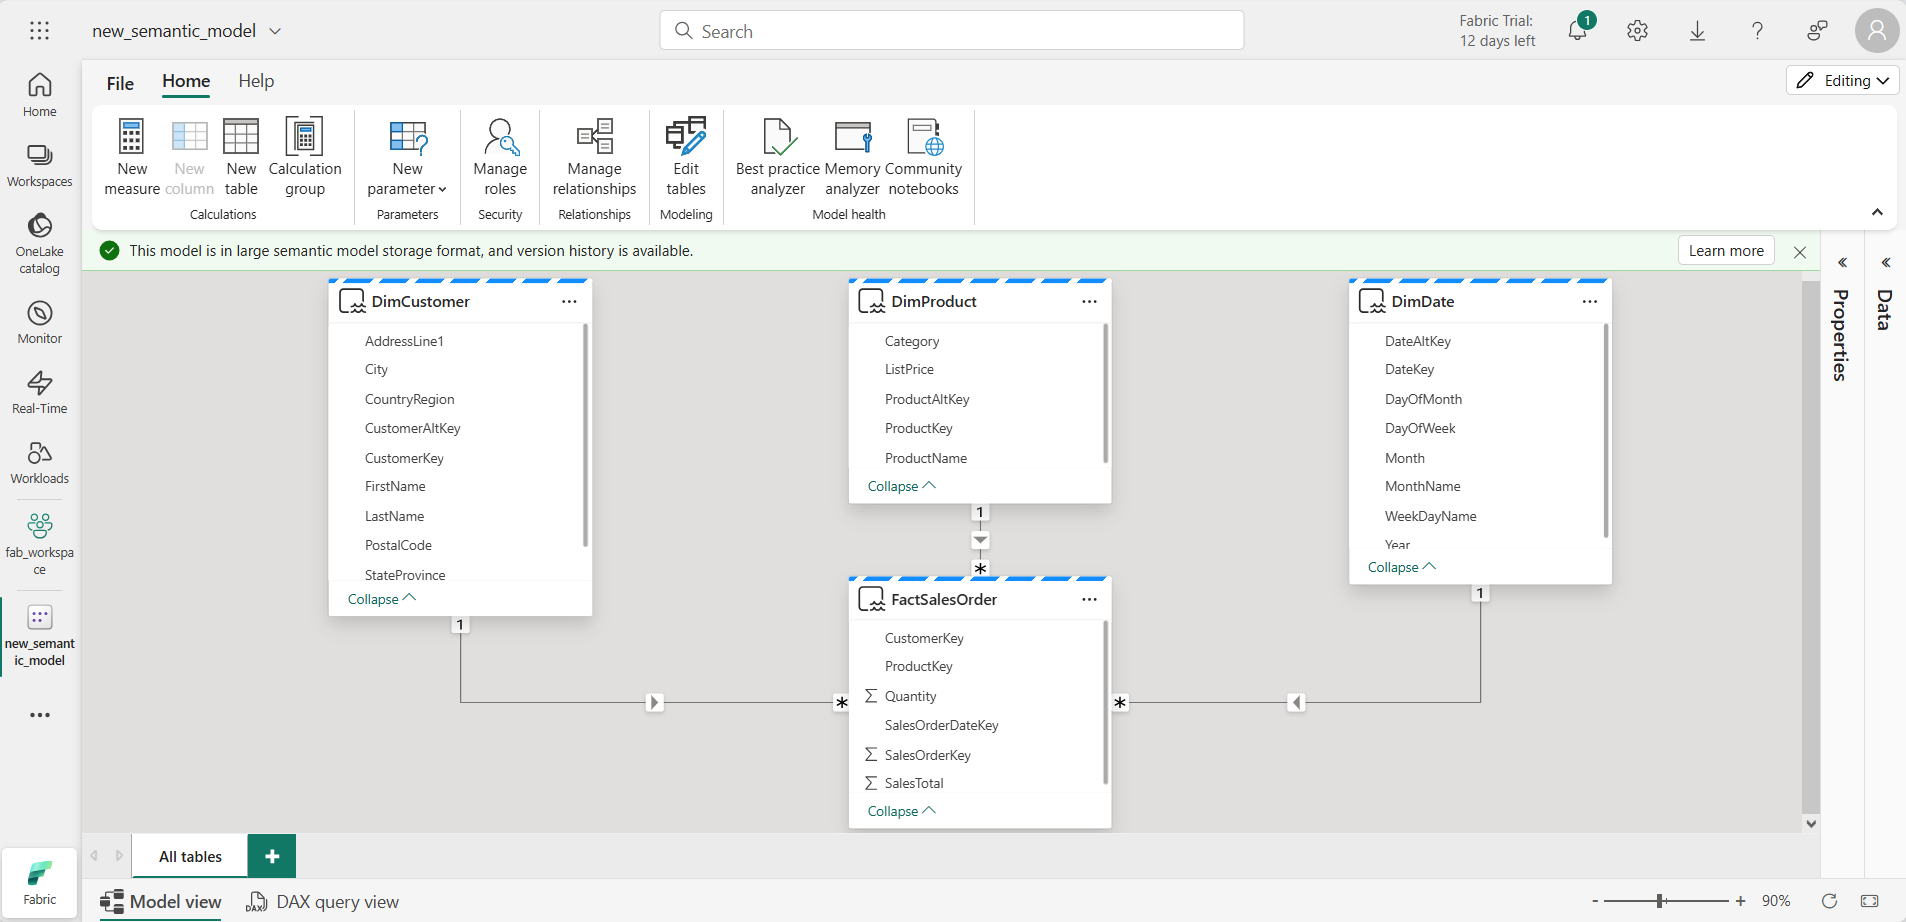 new_semantic_model
Search
Fabric Trial:
12 days left
1
File
Home
Help
Editing
New
measure
New
column
New
table
Calculation
group
Calculations
New
parameter
Parameters
Manage
roles
Security
Manage
relationships
Relationships
Edit
tables
Modeling
Best practice
analyzer
Memory
analyzer
Community
notebooks
Model health
This model is in large semantic model storage format, and version history is available.
Learn more
Home
Workspaces
OneLake
catalog
Monitor
Real-Time
Workloads
fab_workspa
ce
new_semant
ic_model
Fabric
DimCustomer
AddressLine1
City
CountryRegion
CustomerAltKey
CustomerKey
FirstName
LastName
PostalCode
StateProvince
Collapse
1
*
DimProduct
Category
ListPrice
ProductAltKey
ProductKey
ProductName
Collapse
1
*
DimDate
DateAltKey
DateKey
DayOfMonth
DayOfWeek
Month
MonthName
WeekDayName
Year
Collapse
1
*
FactSalesOrder
CustomerKey
ProductKey
∑ Quantity
SalesOrderDateKey
∑ SalesOrderKey
∑ SalesTotal
Collapse
Properties
Data
All tables
+
Model view
DAX
DAX query view
- + 90%